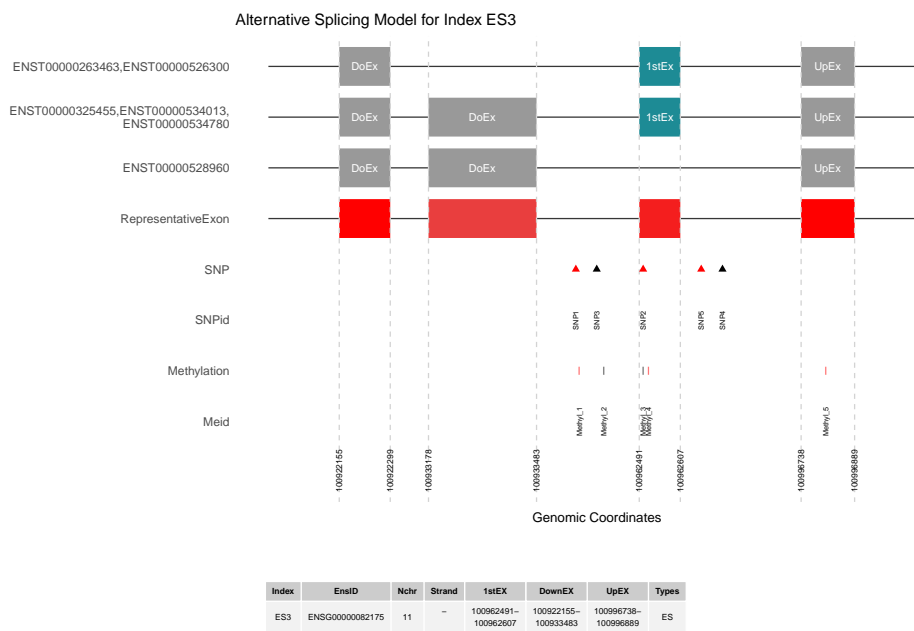 Alternative Splicing Model for Index ES3
ENST00000263463,ENST00000526300
DoEx 1stEx UpEx
ENST00000325455,ENST00000534013,
ENST00000534780
DoEx DoEx 1stEx UpEx
ENST00000528960
DoEx DoEx UpEx
RepresentativeExon
SNP
SNPid
SNP1 SNP3 SNP2 SNP5 SNP4
Methylation
Meid
Methyl_1 Methyl_2 Methyl_3 Methyl_4 Methyl_5
100922155 100922299 100933178 100933483 100962491 100962607 100996738 100996889
Genomic Coordinates
Index EnsID Nchr Strand 1stEX DownEX UpEX Types
ES3 ENSG00000082175 11 − 100962491− 100922155− 100996738− ES
100962607 100933483 100996889